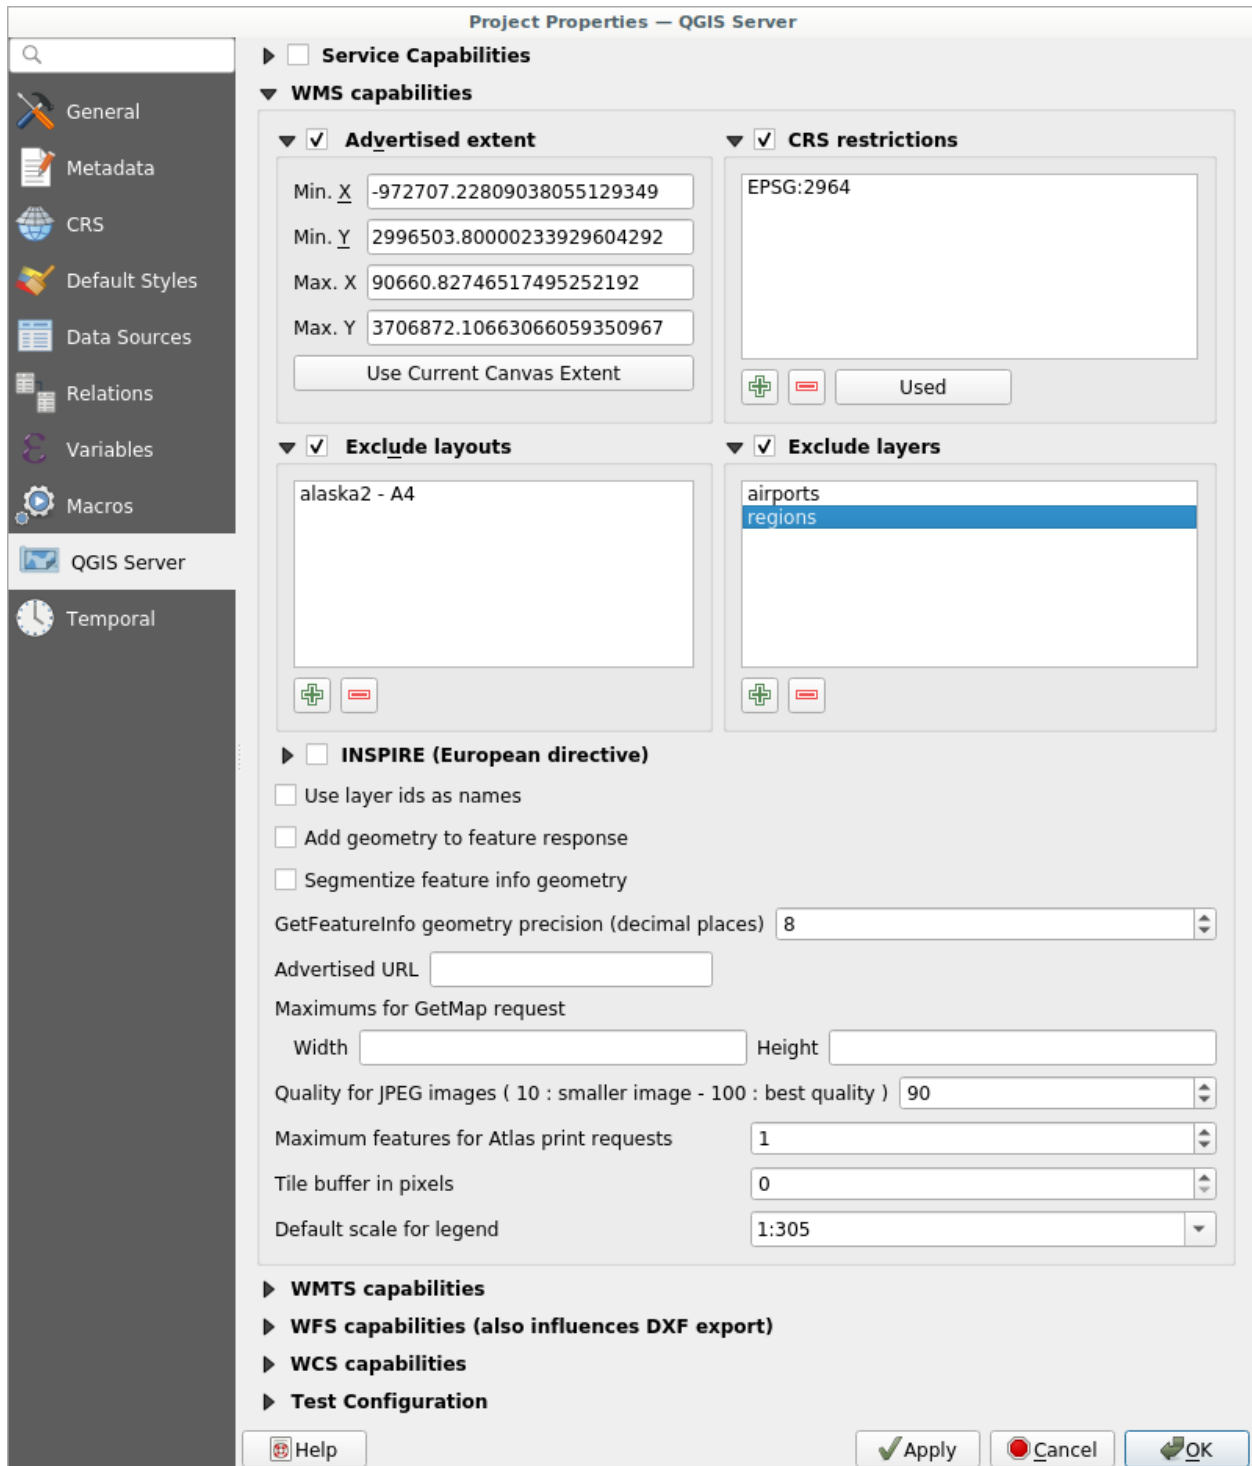 Project Properties — QGIS Server
General
Metadata
CRS
Default Styles
Data Sources
Relations
Variables
Macros
QGIS Server
Temporal
Service Capabilities
WMS capabilities
Advertised extent
Min. X -972707.22809038055129349
Min. Y 2996503.80000233929604292
Max. X 90660.82746517495252192
Max. Y 3706872.10663066059350967
Use Current Canvas Extent
CRS restrictions
EPSG:2964
Used
Exclude layouts
alaska2 - A4
Exclude layers
airports
regions
INSPIRE (European directive)
Use layer ids as names
Add geometry to feature response
Segmentize feature info geometry
GetFeatureInfo geometry precision (decimal places) 8
Advertised URL
Maximums for GetMap request
Width Height
Quality for JPEG images ( 10 : smaller image - 100 : best quality ) 90
Maximum features for Atlas print requests 1
Tile buffer in pixels 0
Default scale for legend 1:305
WMTS capabilities
WFS capabilities (also influences DXF export)
WCS capabilities
Test Configuration
Help Apply Cancel OK